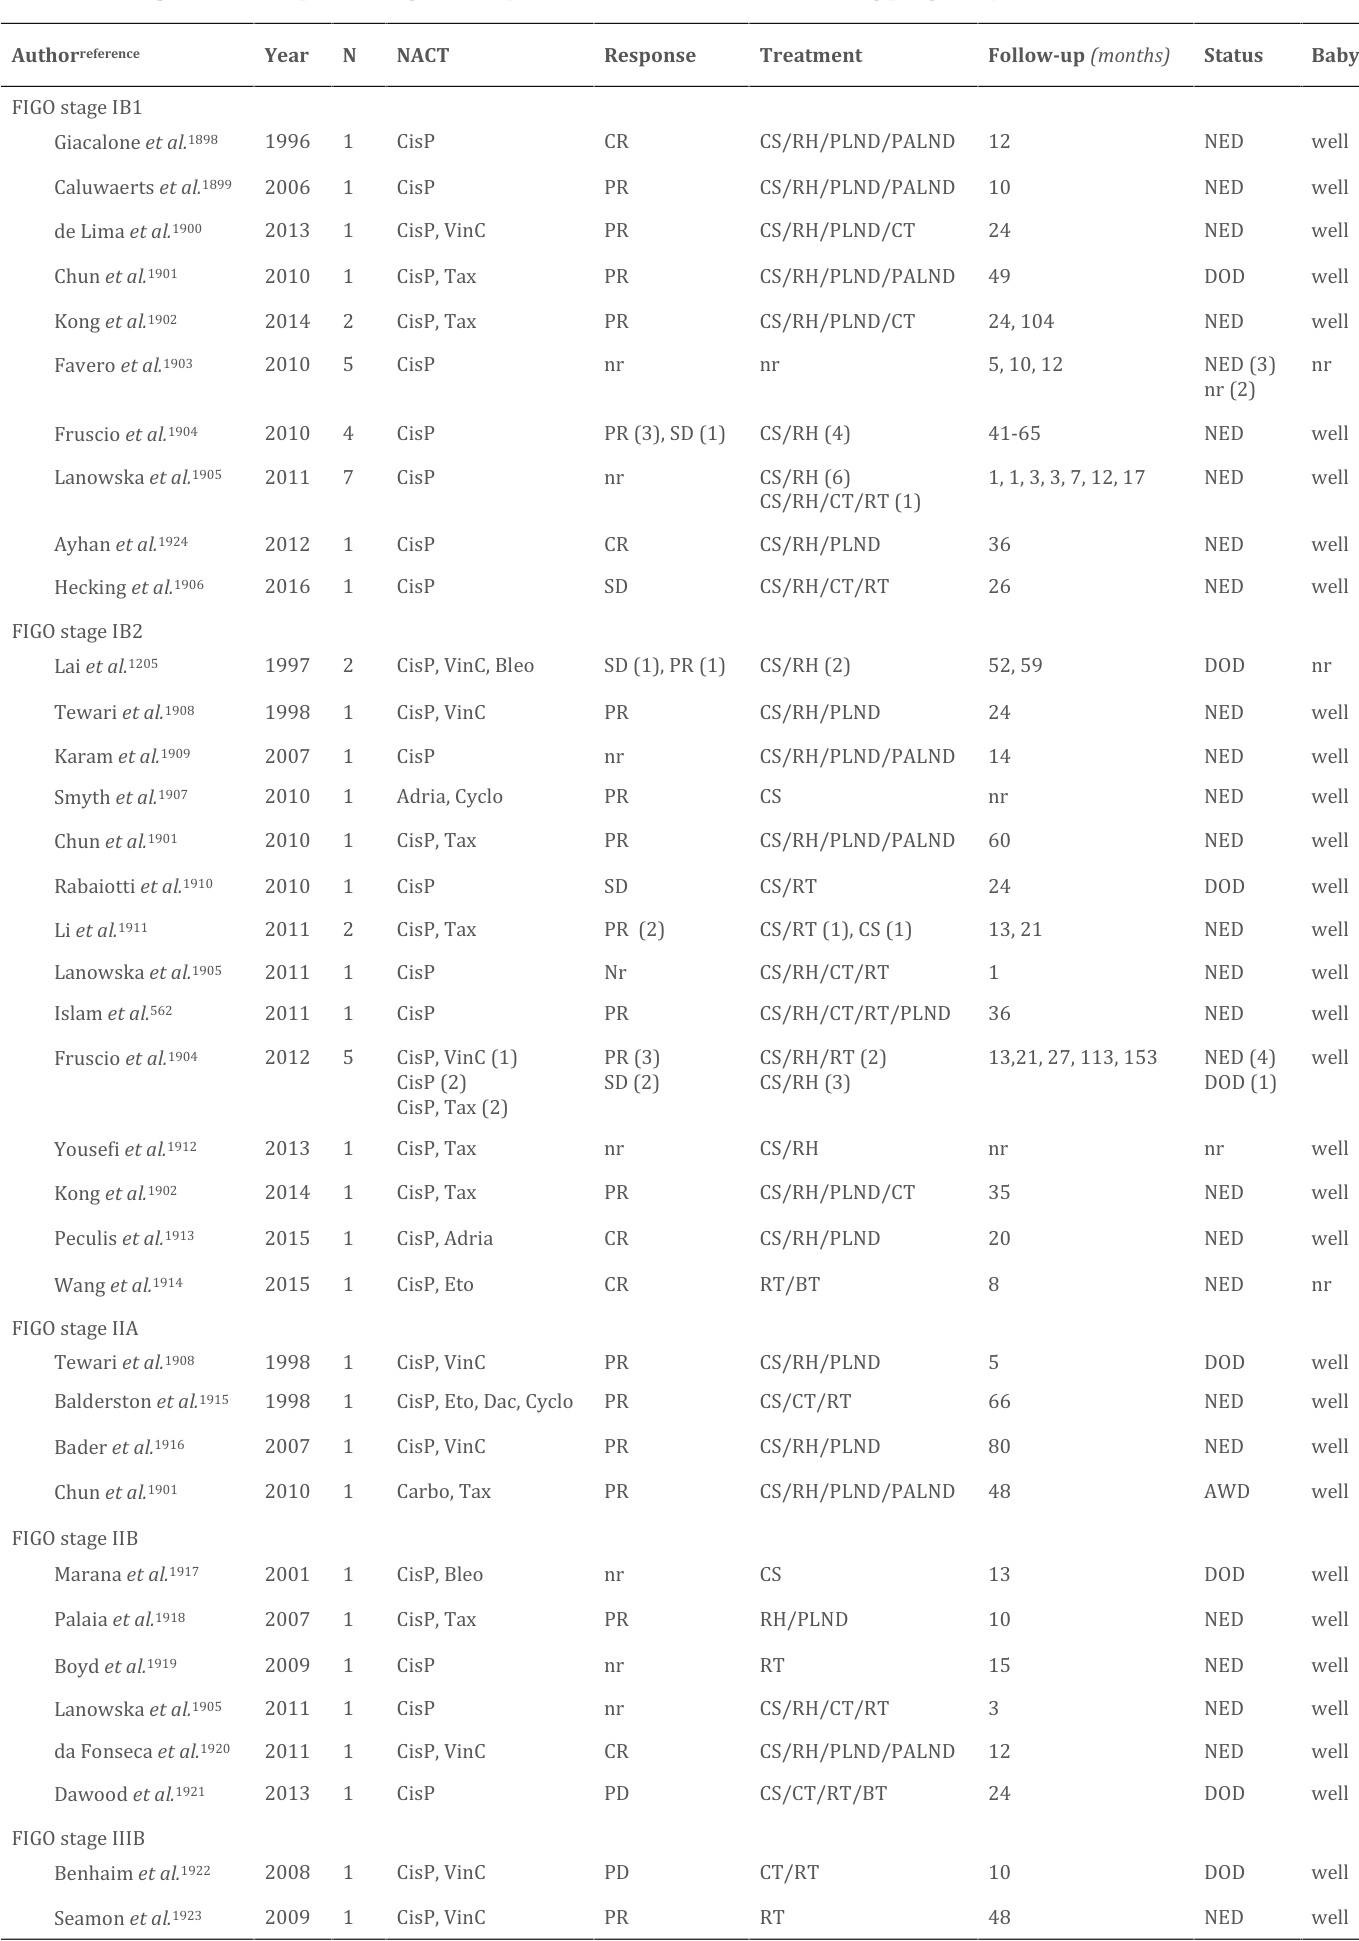 Author reference Year N NACT Response Treatment Follow-up (months) Status Baby
FIGO stage IB1
Giacalone et al.1898 1996 1 CisP CR CS/RH/PLND/PALND 12 NED well
Caluwaerts et al.1899 2006 1 CisP PR CS/RH/PLND/PALND 10 NED well
de Lima et al.1900 2013 1 CisP, VinC PR CS/RH/PLND/CT 24 NED well
Chun et al.1901 2010 1 CisP, Tax PR CS/RH/PLND/PALND 49 DOD well
Kong et al.1902 2014 2 CisP, Tax PR CS/RH/PLND/CT 24, 104 NED well
Favero et al.1903 2010 5 CisP nr nr 5, 10, 12 NED (3) nr
nr (2)
Fruscio et al.1904 2010 4 CisP PR (3), SD (1) CS/RH (4) 41-65 NED well
Lanowska et al.1905 2011 7 CisP nr CS/RH (6) 1, 1, 3, 3, 7, 12, 17 NED well
CS/RH/CT/RT (1)
Ayhan et al.1924 2012 1 CisP CR CS/RH/PLND 36 NED well
Hecking et al.1906 2016 1 CisP SD CS/RH/CT/RT 26 NED well
FIGO stage IB2
Lai et al.1205 1997 2 CisP, VinC, Bleo SD (1), PR (1) CS/RH (2) 52, 59 DOD nr
Tewari et al.1908 1998 1 CisP, VinC PR CS/RH/PLND 24 NED well
Karam et al.1909 2007 1 CisP nr CS/RH/PLND/PALND 14 NED well
Smyth et al.1907 2010 1 Adria, Cyclo PR CS nr NED well
Chun et al.1901 2010 1 CisP, Tax PR CS/RH/PLND/PALND 60 NED well
Rabaiotti et al.1910 2010 1 CisP SD CS/RT 24 DOD well
Li et al.1911 2011 2 CisP, Tax PR (2) CS/RT (1), CS (1) 13, 21 NED well
Lanowska et al.1905 2011 1 CisP Nr CS/RH/CT/RT 1 NED well
Islam et al.562 2011 1 CisP PR CS/RH/CT/RT/PLND 36 NED well
Fruscio et al.1904 2012 5 CisP, VinC (1) PR (3) CS/RH/RT (2) 13,21, 27, 113, 153 NED (4) well
CisP (2) SD (2) CS/RH (3) DOD (1)
CisP, Tax (2)
Yousefi et al.1912 2013 1 CisP, Tax nr CS/RH nr nr well
Kong et al.1902 2014 1 CisP, Tax PR CS/RH/PLND/CT 35 NED well
Peculis et al.1913 2015 1 CisP, Adria CR CS/RH/PLND 20 NED well
Wang et al.1914 2015 1 CisP, Eto CR RT/BT 8 NED nr
FIGO stage IIA
Tewari et al.1908 1998 1 CisP, VinC PR CS/RH/PLND 5 DOD well
Balderston et al.1915 1998 1 CisP, Eto, Dac, Cyclo PR CS/CT/RT 66 NED well
Bader et al.1916 2007 1 CisP, VinC PR CS/RH/PLND 80 NED well
Chun et al.1901 2010 1 Carbo, Tax PR CS/RH/PLND/PALND 48 AWD well
FIGO stage IIB
Marana et al.1917 2001 1 CisP, Bleo nr CS 13 DOD well
Palaia et al.1918 2007 1 CisP, Tax PR RH/PLND 10 NED well
Boyd et al.1919 2009 1 CisP nr RT 15 NED well
Lanowska et al.1905 2011 1 CisP nr CS/RH/CT/RT 3 NED well
da Fonseca et al.1920 2011 1 CisP, VinC CR CS/RH/PLND/PALND 12 NED well
Dawood et al.1921 2013 1 CisP PD CS/CT/RT/BT 24 DOD well
FIGO stage IIIB
Benhaim et al.1922 2008 1 CisP, VinC PD CT/RT 10 DOD well
Seamon et al.1923 2009 1 CisP, VinC PR RT 48 NED well